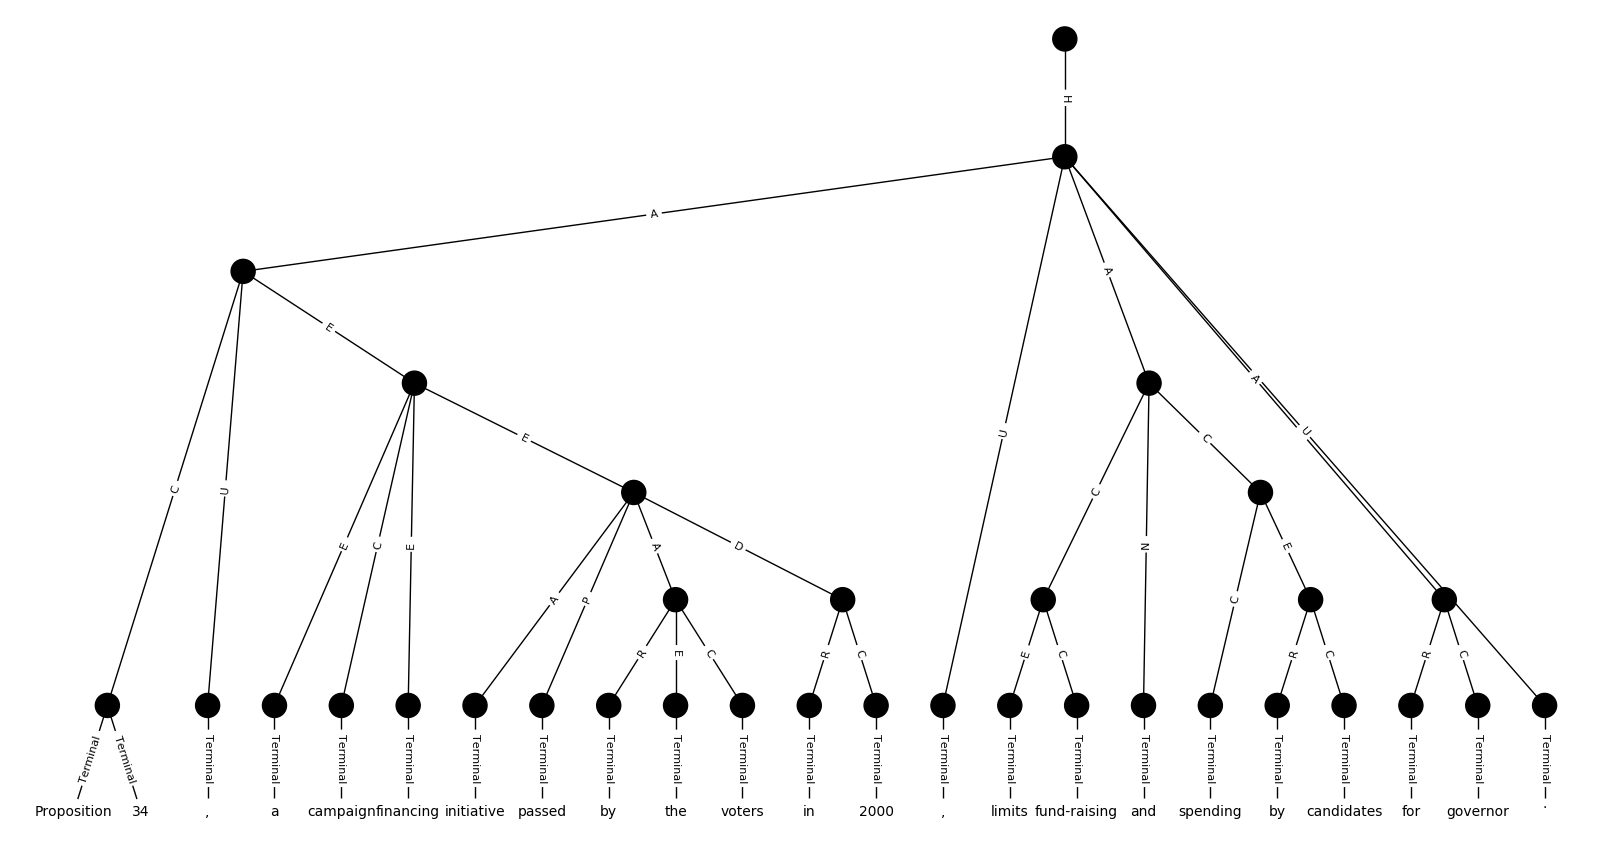 H
A
A
E
A
C
E
U
U
C
C U
C
N
E C E
A
D
E
A P
C
R E C
R C
E C
R C
R C
Terminal Terminal Terminal Terminal Terminal Terminal Terminal Terminal Terminal Terminal Terminal Terminal Terminal Terminal Terminal Terminal Terminal Terminal Terminal Terminal Terminal Terminal Terminal
Proposition 34 , a campaign financing initiative passed by the voters in 2000 , limits fund-raising and spending by candidates for governor .